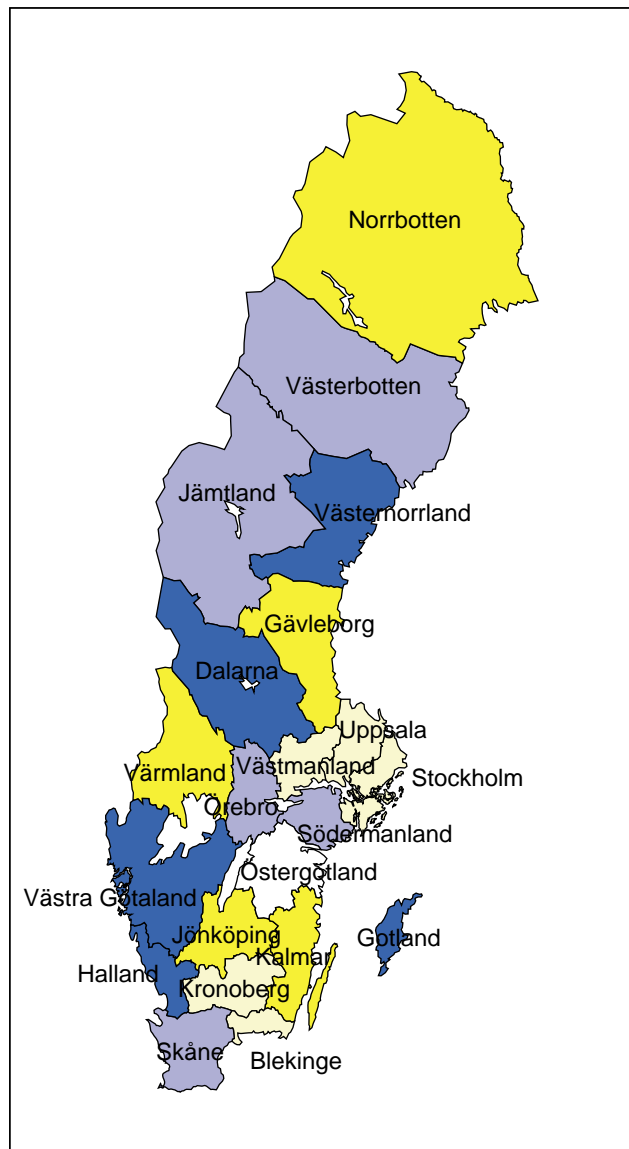 Norrbotten
Västerbotten
Jämtland
Västernorrland
Gävleborg
Dalarna
Uppsala
Västmanland
Värmland
Stockholm
Örebro
Södermanland
Östergötland
Västra Götaland
Jönköping
Gotland
Kalmar
Halland
Kronoberg
Skåne
Blekinge